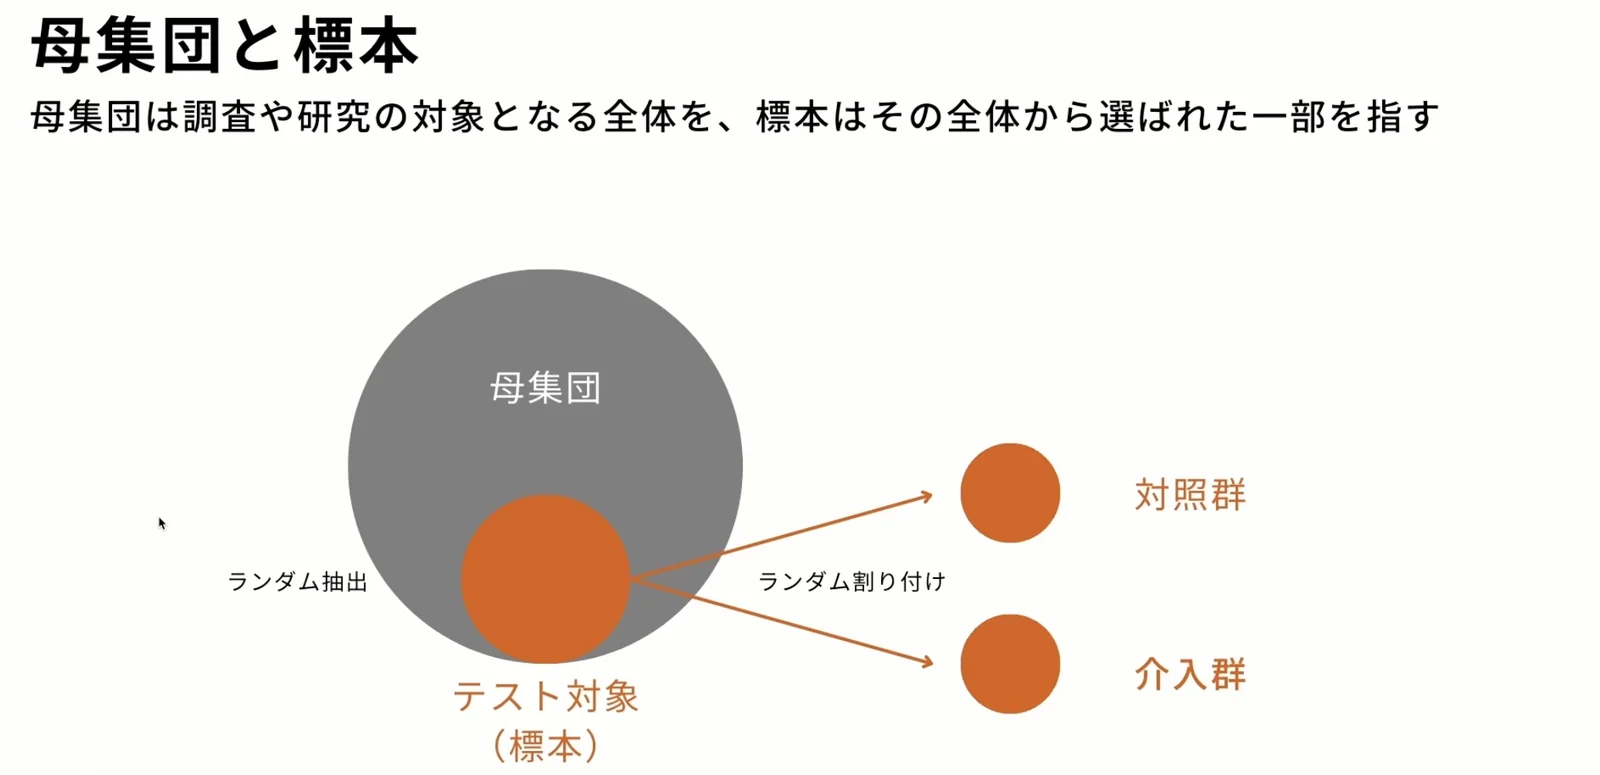 母集団と標本
母集団は調査や研究の対象となる全体を、標本はその全体から選ばれた一部を指す
母集団
対照群
ランダム抽出
ランダム割り付け
介入群
テスト対象
（標本）